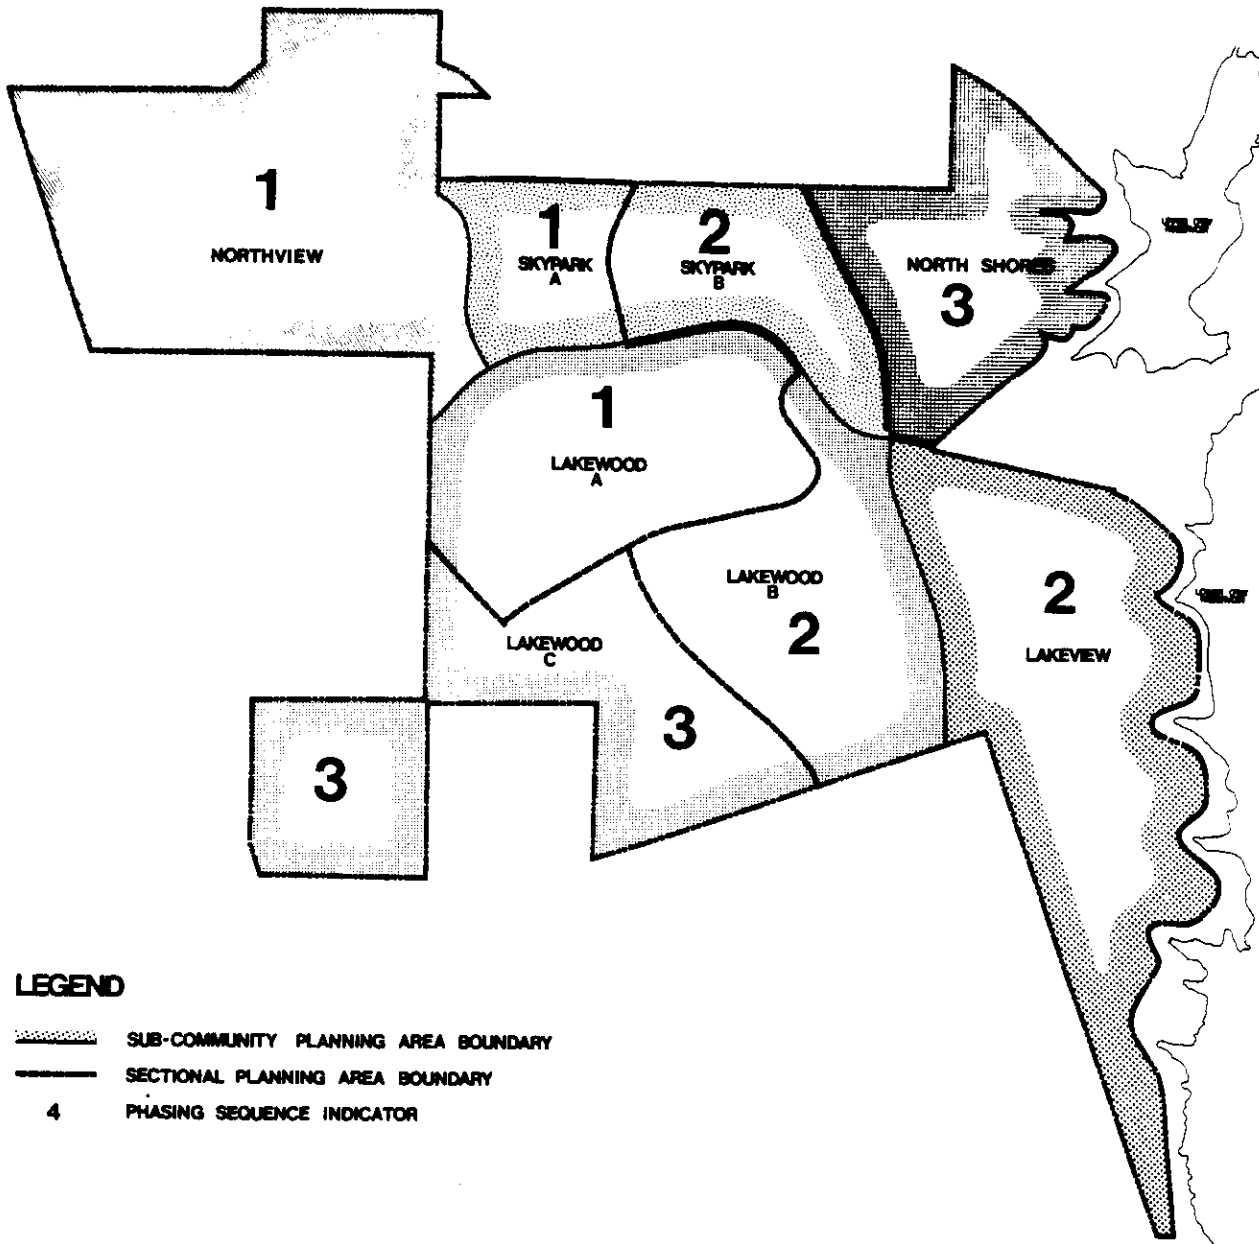 1
NORTHVIEW
1
SKYPARK
A
2
SKYPARK
B
NORTH SHORES
3
1
LAKEWOOD
A
LAKEWOOD
B
2
2
LAKEVIEW
LAKEWOOD
C
3
3
LEGEND
SUB-COMMUNITY PLANNING AREA BOUNDARY
SECTIONAL PLANNING AREA BOUNDARY
4 PHASING SEQUENCE INDICATOR